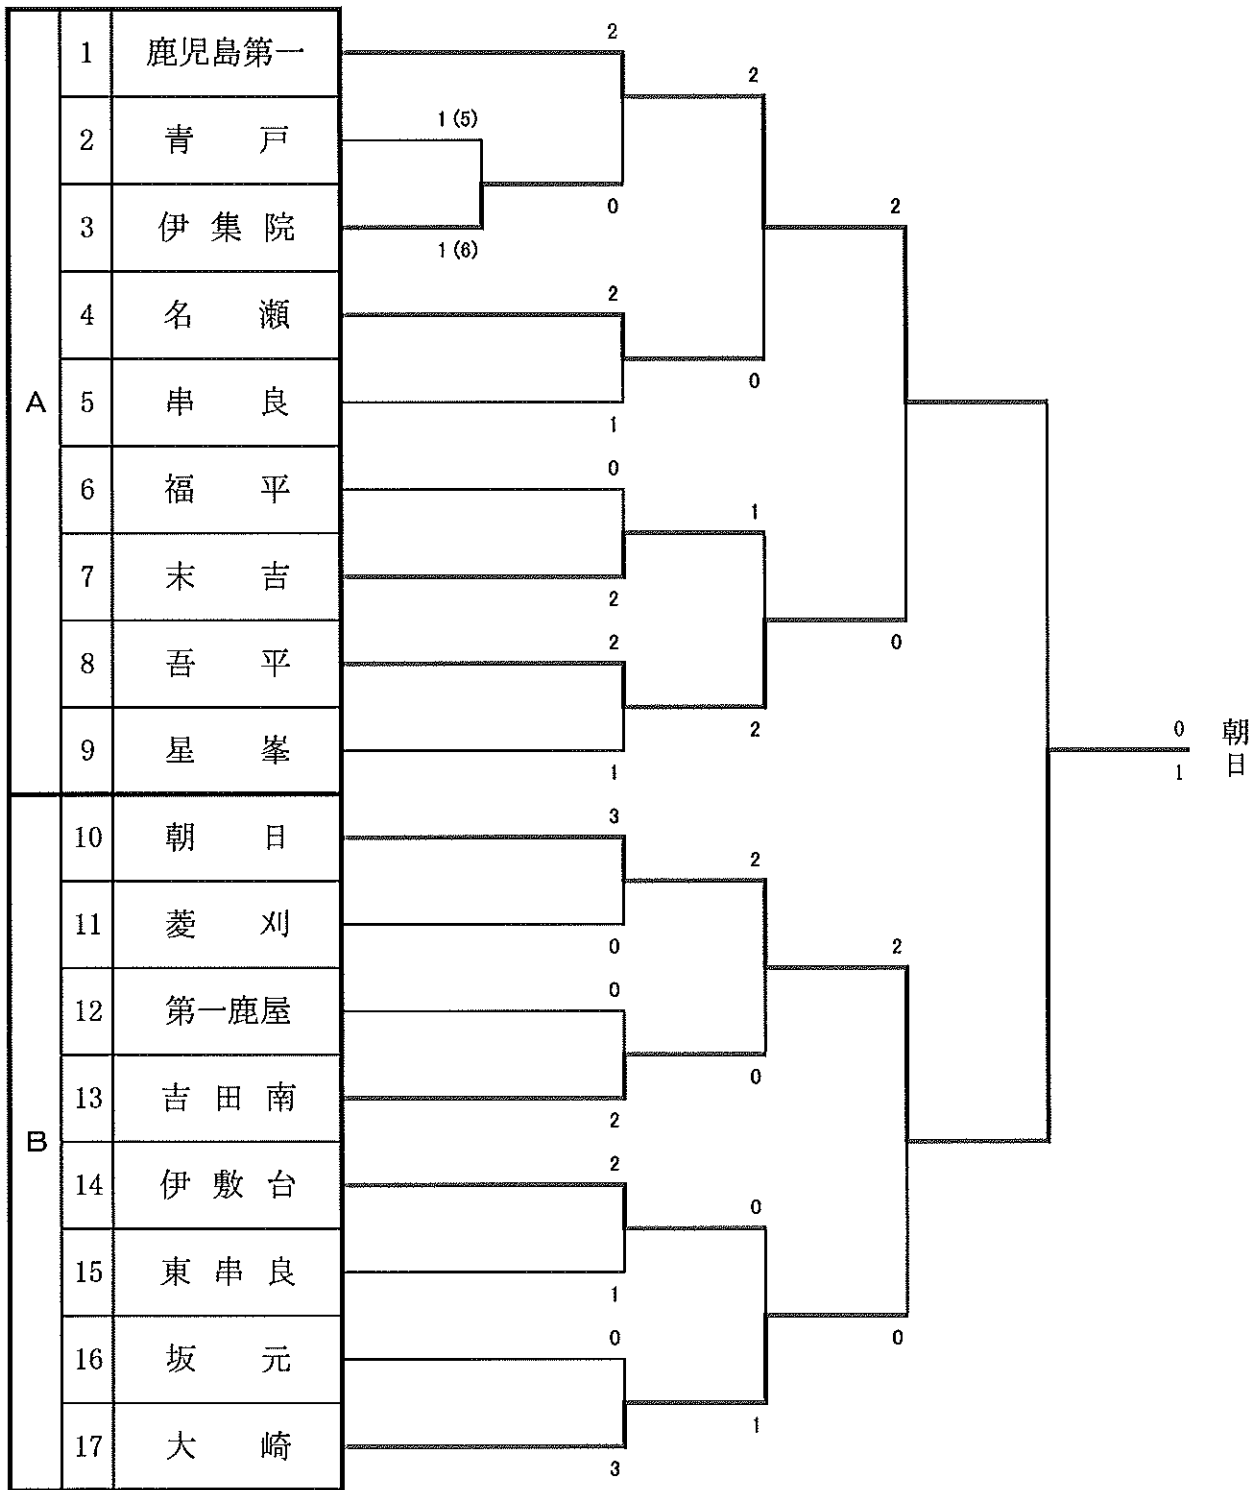 1 鹿児島第一 2
2
2 青戸 1(5)
3 伊集院 1(6) 0
2
4 名瀬 2
0
A 5 串良 1
6 福平 0
1
7 末吉 2
8 吾平 2
0
2
9 星峯 1
0 朝日
1
10 朝日 3
2
11 菱刈 0
2
12 第一鹿屋 0
0
13 吉田南 2
B
14 伊敷台 2
0
15 東串良 1
16 坂元 0
0
1
17 大崎 3